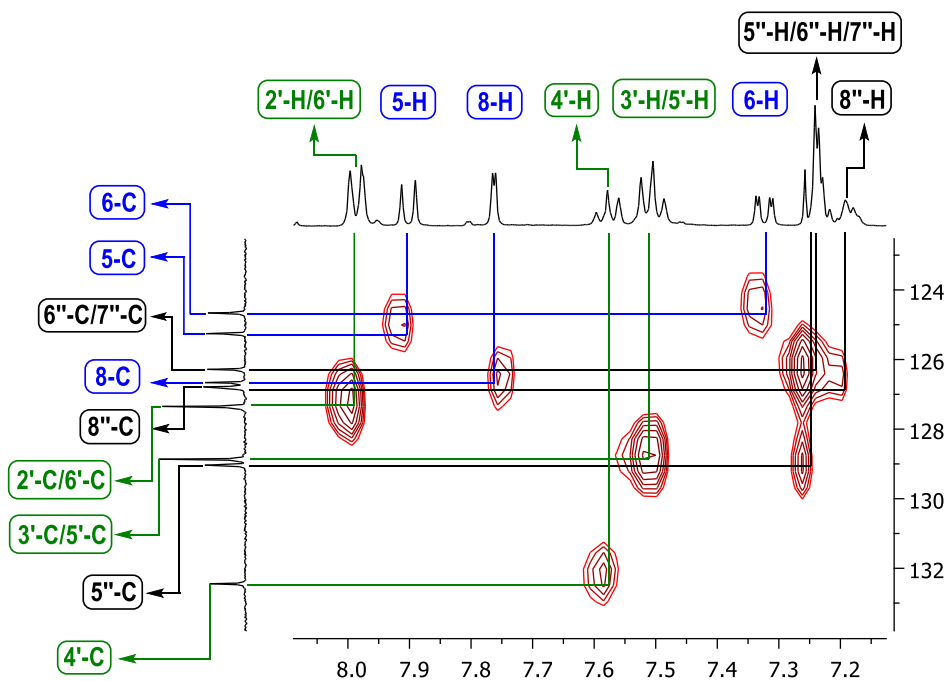 5''-H/6''-H/7''-H
2'-H/6'-H
5-H
8-H
4'-H
3'-H/5'-H
6-H
8''-H
6-C
5-C
6''-C/7''-C
8-C
8''-C
2'-C/6'-C
3'-C/5'-C
5''-C
4'-C
124
126
128
130
132
8.0 7.9 7.8 7.7 7.6 7.5 7.4 7.3 7.2